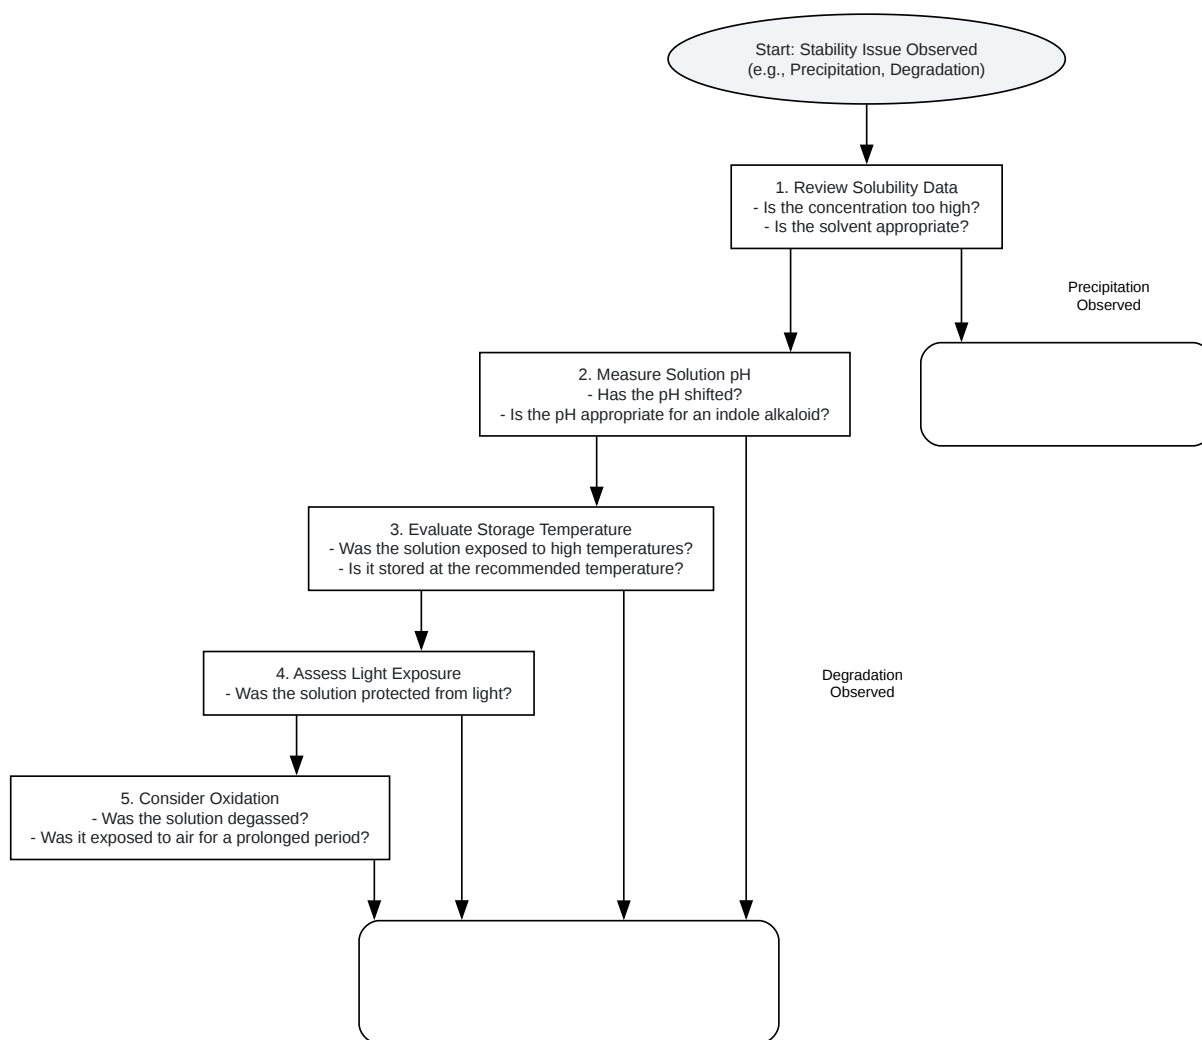 Start: Stability Issue Observed
(e.g., Precipitation, Degradation)
1. Review Solubility Data
- Is the concentration too high?
- Is the solvent appropriate?
Precipitation
Observed
2. Measure Solution pH
- Has the pH shifted?
- Is the pH appropriate for an indole alkaloid?
3. Evaluate Storage Temperature
- Was the solution exposed to high temperatures?
- Is it stored at the recommended temperature?
4. Assess Light Exposure
- Was the solution protected from light?
Degradation
Observed
5. Consider Oxidation
- Was the solution degassed?
- Was it exposed to air for a prolonged period?